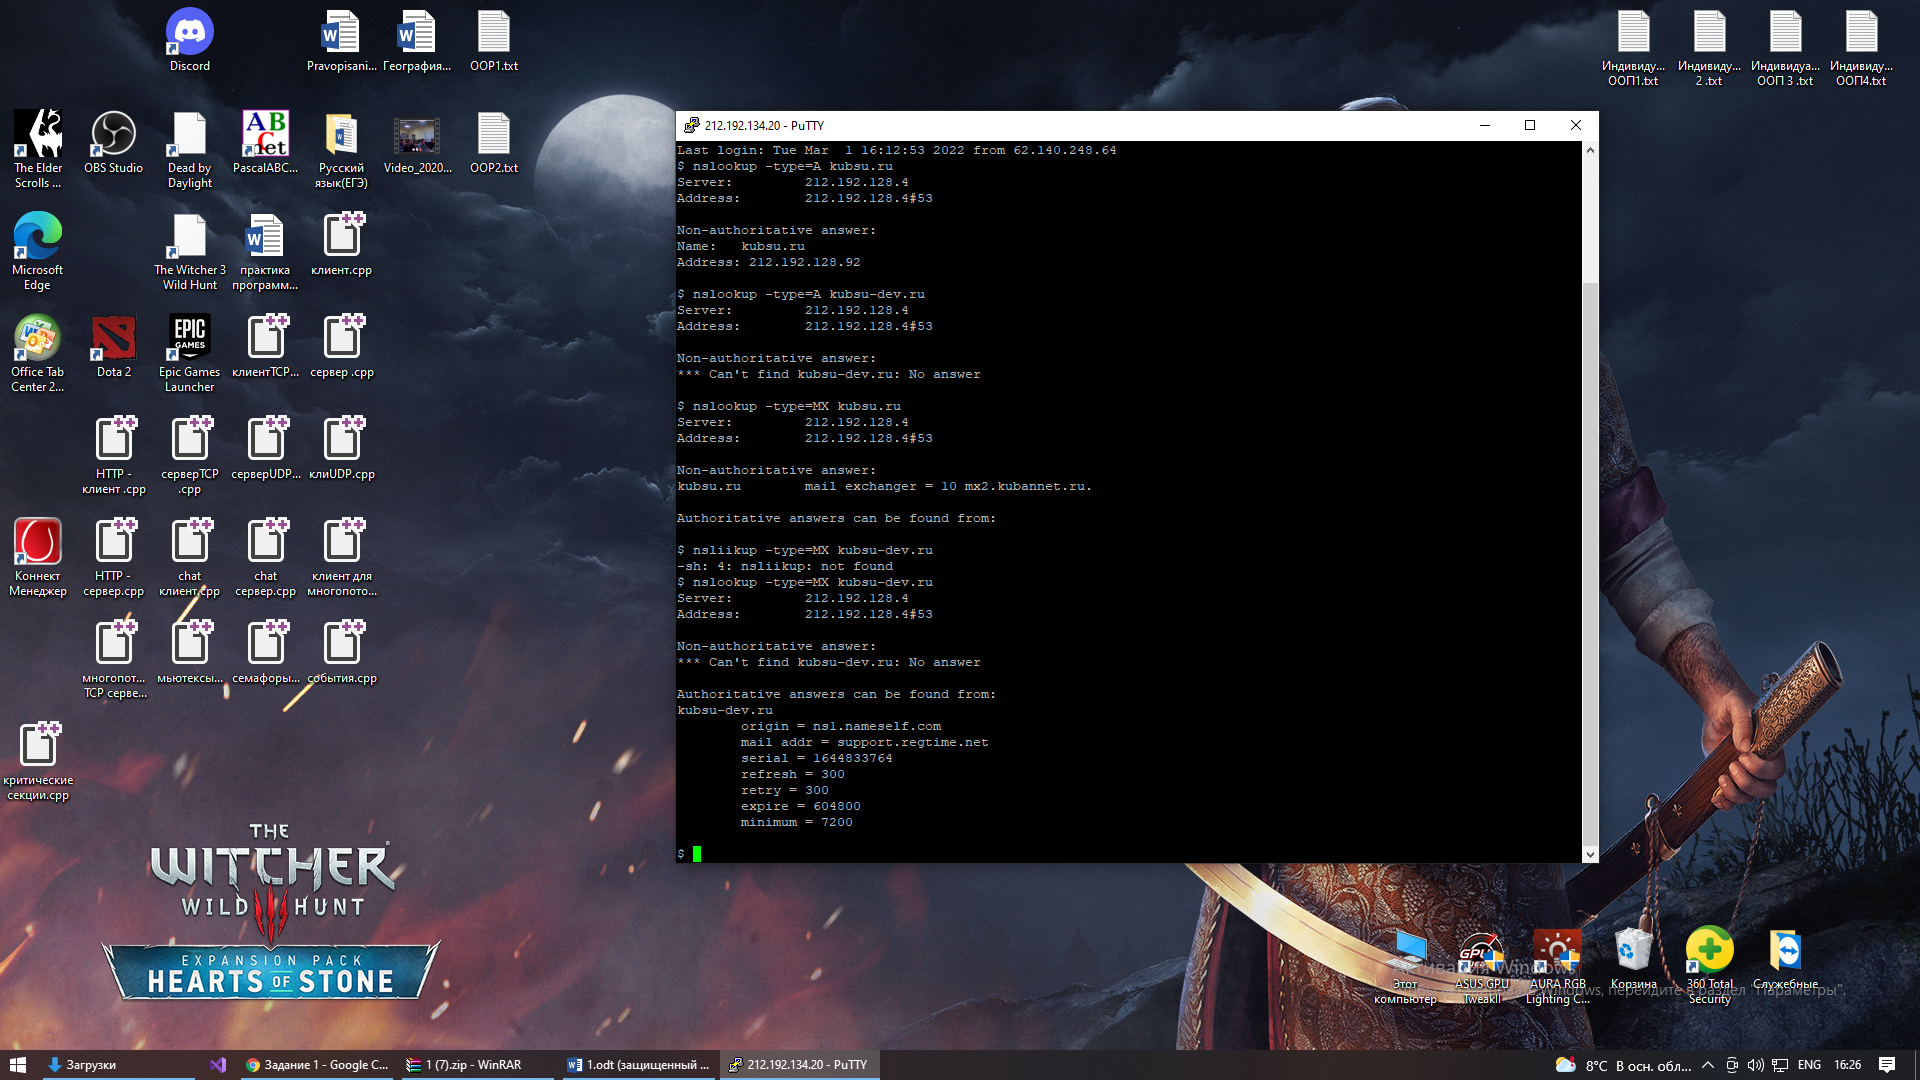 Discord
Pravopisani...
География...
OOP1.txt
Индивиду...
ООП1.txt
Индивиду...
2 .txt
Индивидуа...
ООП 3 .txt
Индивиду...
ООП4.txt
The Elder
Scrolls ...
OBS Studio
Dead by
Daylight
PascalABC...
Русский
язык(ЕГЭ)
Video_2020...
OOP2.txt
Microsoft
Edge
The Witcher 3
Wild Hunt
практика
программ...
клиент.cpp
Office Tab
Center 2...
Dota 2
EPIC
GAMES
Epic Games
Launcher
клиентTCP...
сервер .cpp
HTTP -
клиент .cpp
серверTCP
.cpp
серверUDP...
клиUDP.cpp
Коннект
Менеджер
HTTP -
сервер.cpp
chat
клиент.cpp
chat
сервер.cpp
клиент для
многопото...
многопот...
TCP серве...
мьютексы...
семафоры...
события.cpp
критические
секции.cpp
THE
WITCHER
WILD HUNT
EXPANSION PACK
HEARTS OF STONE
212.192.134.20 - PuTTY
Last login: Tue Mar  1 16:12:53 2022 from 62.140.248.64
$ nslookup -type=A kubsu.ru
Server:         212.192.128.4
Address:        212.192.128.4#53
Non-authoritative answer:
Name:   kubsu.ru
Address: 212.192.128.92
$ nslookup -type=A kubsu-dev.ru
Server:         212.192.128.4
Address:        212.192.128.4#53
Non-authoritative answer:
*** Can't find kubsu-dev.ru: No answer
$ nslookup -type=MX kubsu.ru
Server:         212.192.128.4
Address:        212.192.128.4#53
Non-authoritative answer:
kubsu.ru        mail exchanger = 10 mx2.kubannet.ru.
Authoritative answers can be found from:
$ nsliikup -type=MX kubsu-dev.ru
-sh: 4: nsliikup: not found
$ nslookup -type=MX kubsu-dev.ru
Server:         212.192.128.4
Address:        212.192.128.4#53
Non-authoritative answer:
*** Can't find kubsu-dev.ru: No answer
Authoritative answers can be found from:
kubsu-dev.ru
        origin = ns1.nameself.com
        mail addr = support.regtime.net
        serial = 1644833764
        refresh = 300
        retry = 300
        expire = 604800
        minimum = 7200
$
Активация Windows
Windows, перейдите в раздел "Параметры".
Этот
компьютер
ASUS GPU
TweakII
AURA RGB
Lighting C...
Корзина
360 Total
Security
Служебные
Загрузки
Задание 1 - Google C...
1 (7).zip - WinRAR
1.odt (защищенный ...
212.192.134.20 - PuTTY
8°C В осн. обл...
ENG
16:26